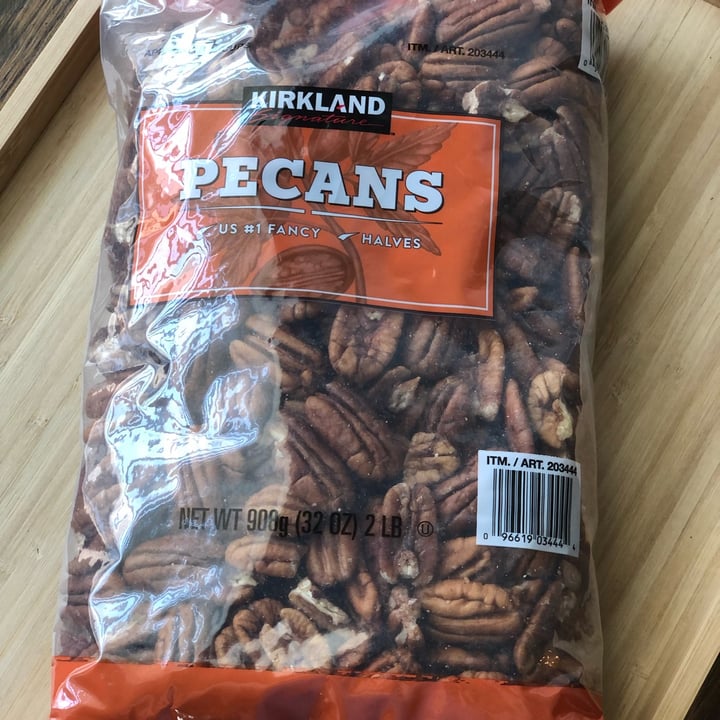 ITM. / ART. 203444
KIRKLAND
Signature
PECANS
US #1 FANCY HALVES
ITM. / ART. 203444
0 96619 03444 4
NET WT 908g (32 OZ) 2 LB U